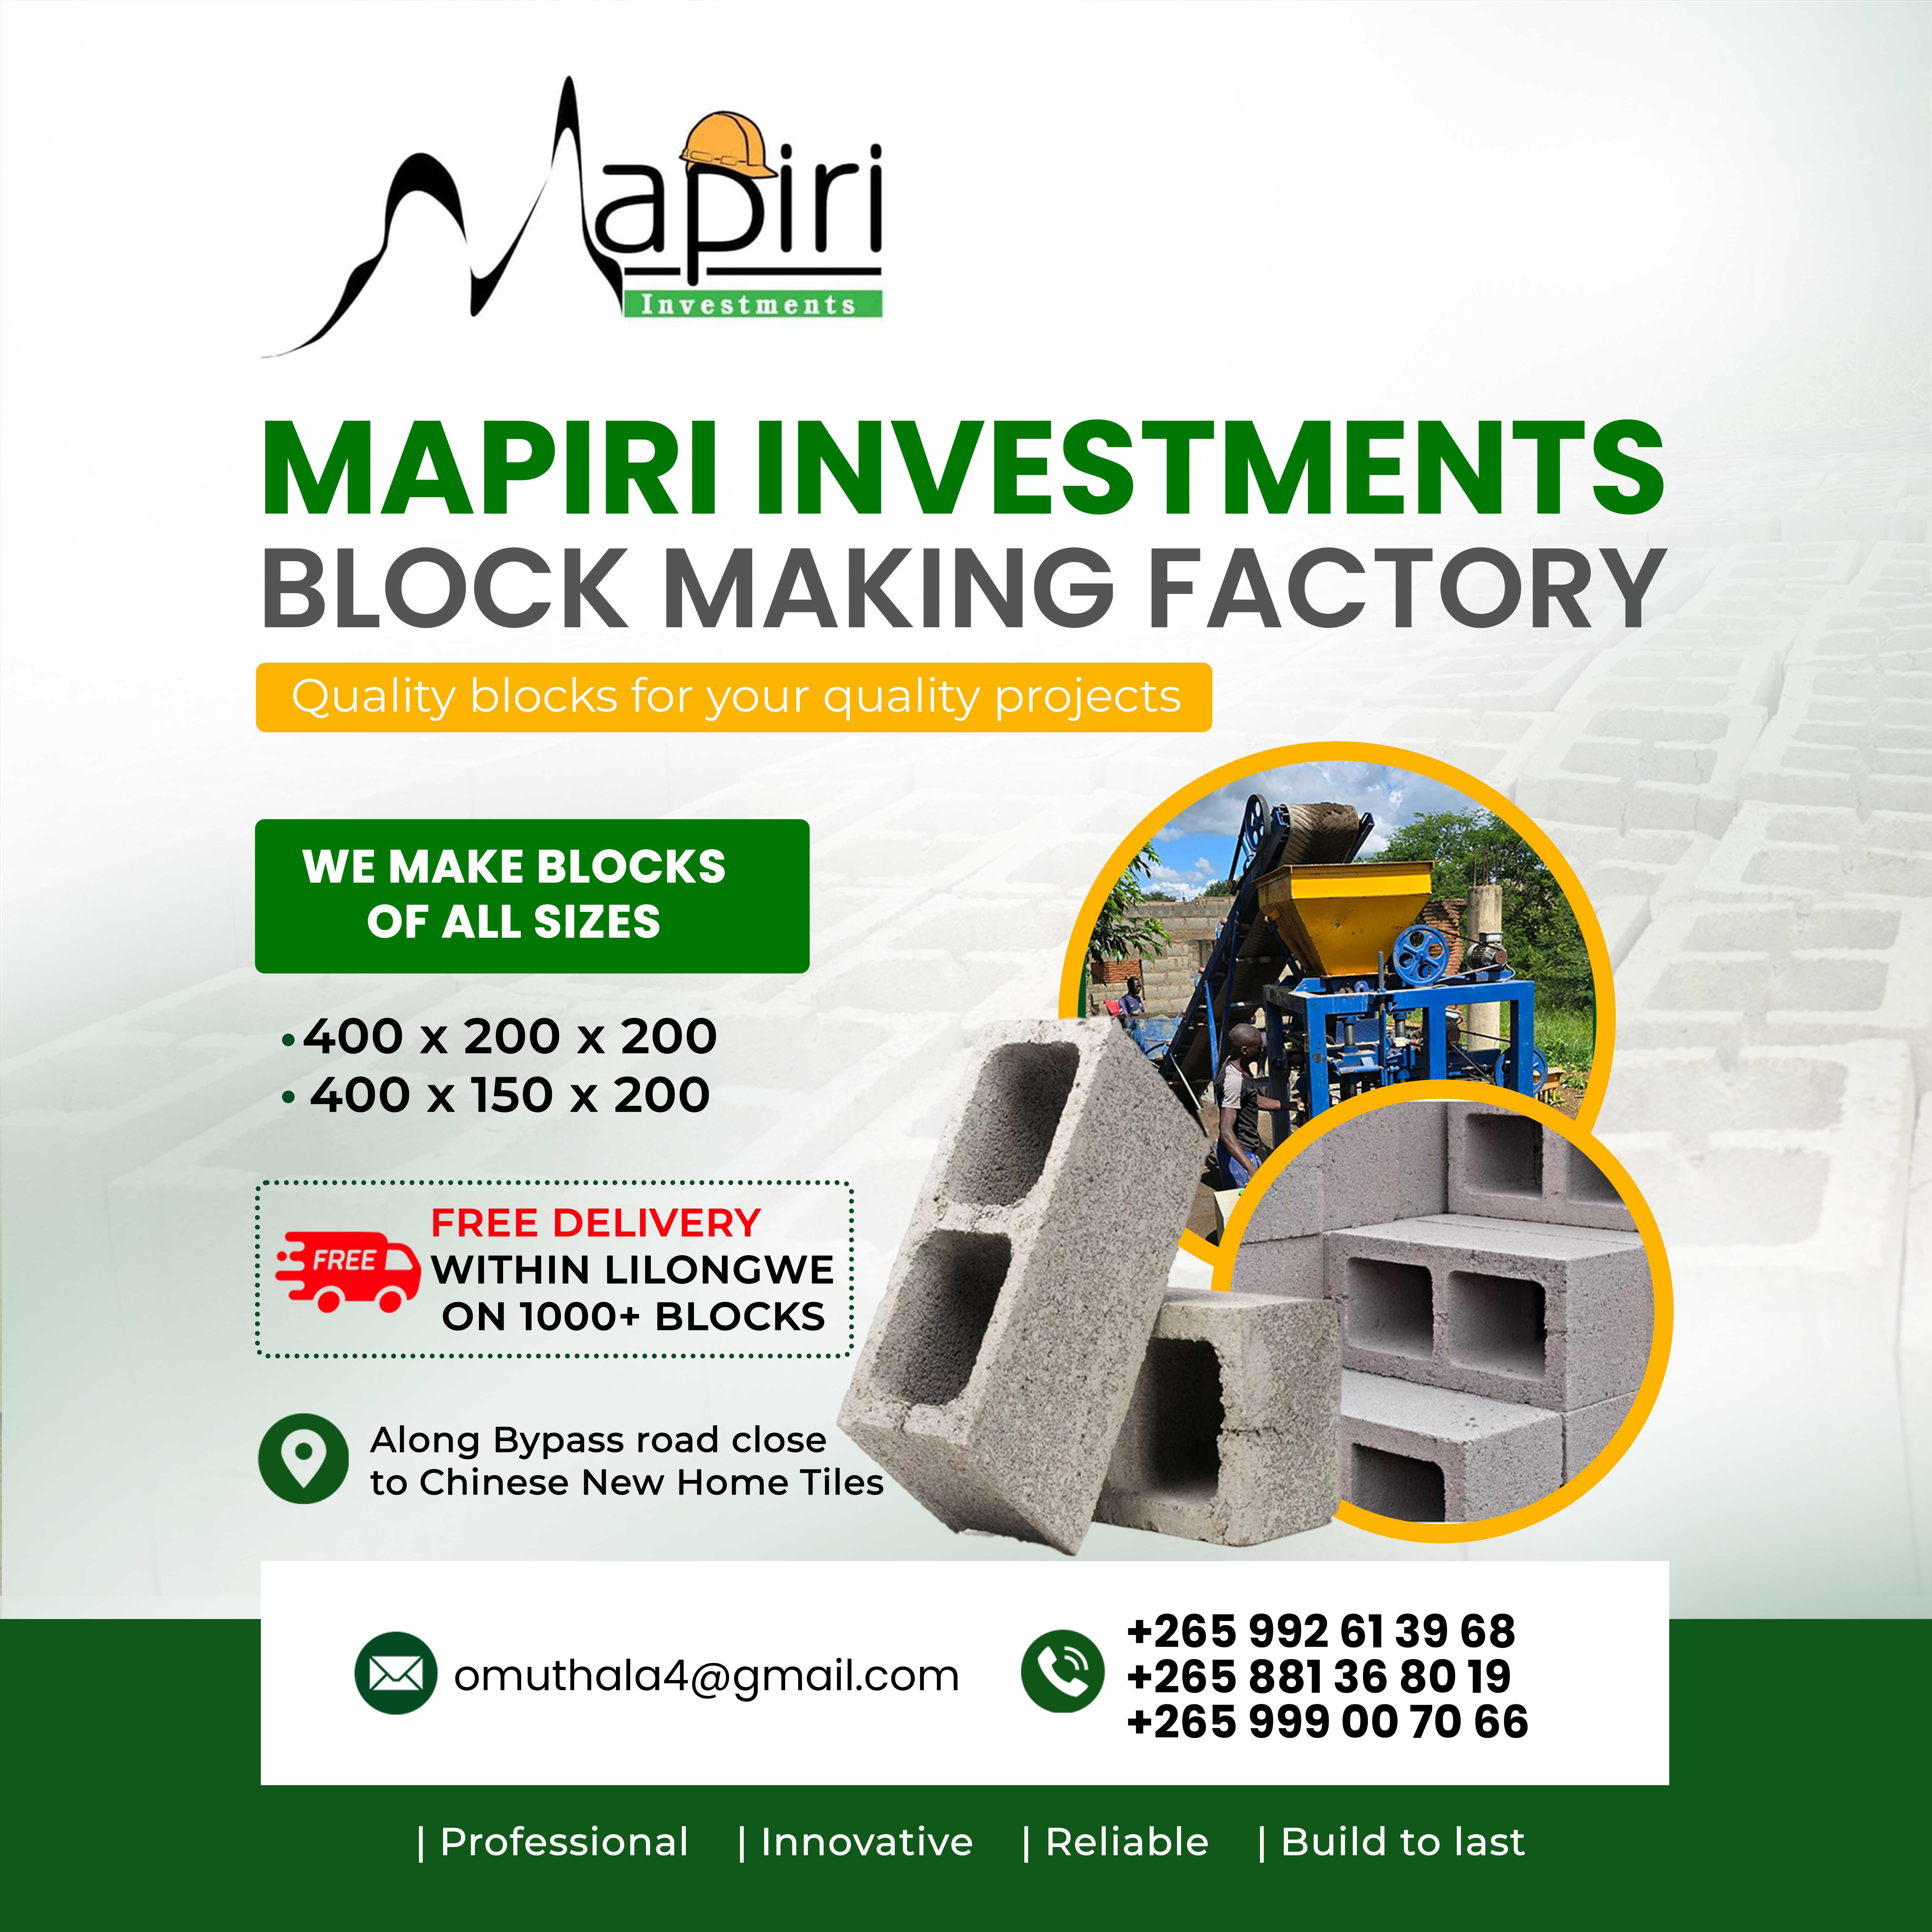 Mapiri
Investments
MAPIRI INVESTMENTS
BLOCK MAKING FACTORY
Quality blocks for your quality projects
WE MAKE BLOCKS
OF ALL SIZES
• 400 x 200 x 200
• 400 x 150 x 200
FREE
FREE DELIVERY
WITHIN LILONGWE
ON 1000+ BLOCKS
Along Bypass road close
to Chinese New Home Tiles
omuthala4@gmail.com
+265 992 61 39 68
+265 881 36 80 19
+265 999 00 70 66
| Professional | Innovative | Reliable | Build to last